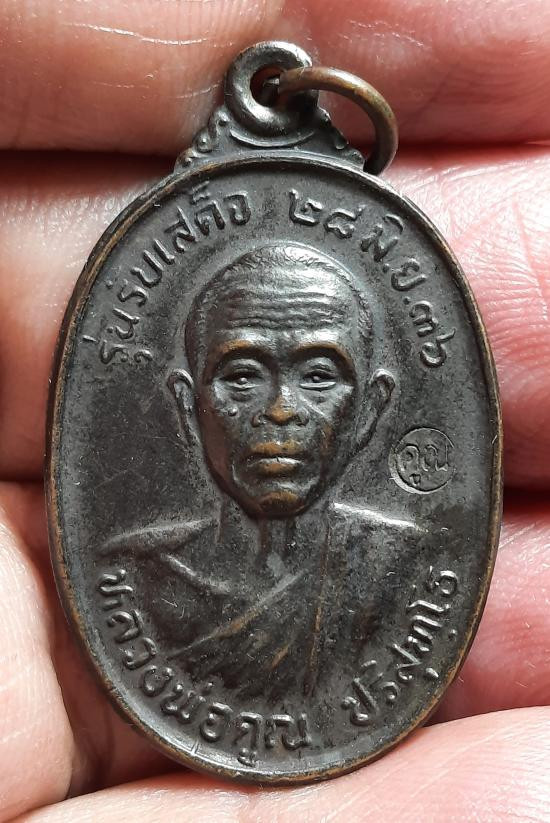 รุ่นรับเสด็จ ๒๘ มิ.ย.๓๖
คูณ
หลวงพ่อคูณ ปริสุทฺโธ